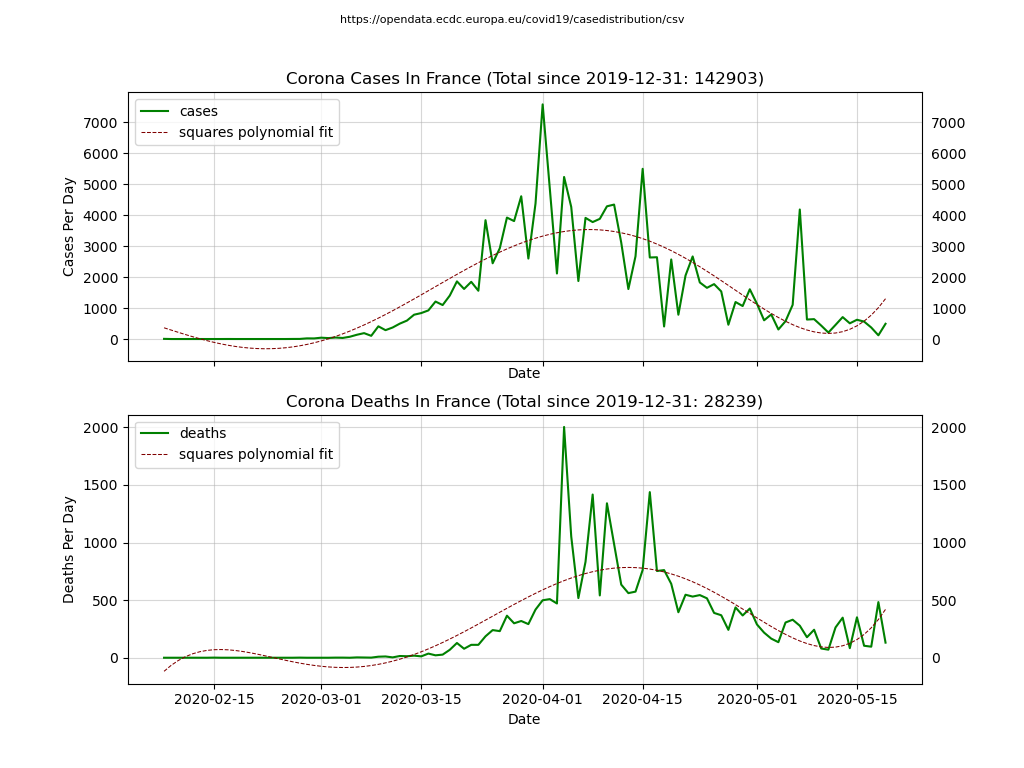 https://opendata.ecdc.europa.eu/covid19/casedistribution/csv
Corona Cases In France (Total since 2019-12-31: 142903)
cases
squares polynomial fit
7000 7000
6000 6000
5000 5000
4000 4000
3000 3000
2000 2000
1000 1000
0 0
Cases Per Day
Date
Corona Deaths In France (Total since 2019-12-31: 28239)
deaths
squares polynomial fit
2000 2000
1500 1500
1000 1000
500 500
0 0
Deaths Per Day
2020-02-15 2020-03-01 2020-03-15 2020-04-01 2020-04-15 2020-05-01 2020-05-15
Date